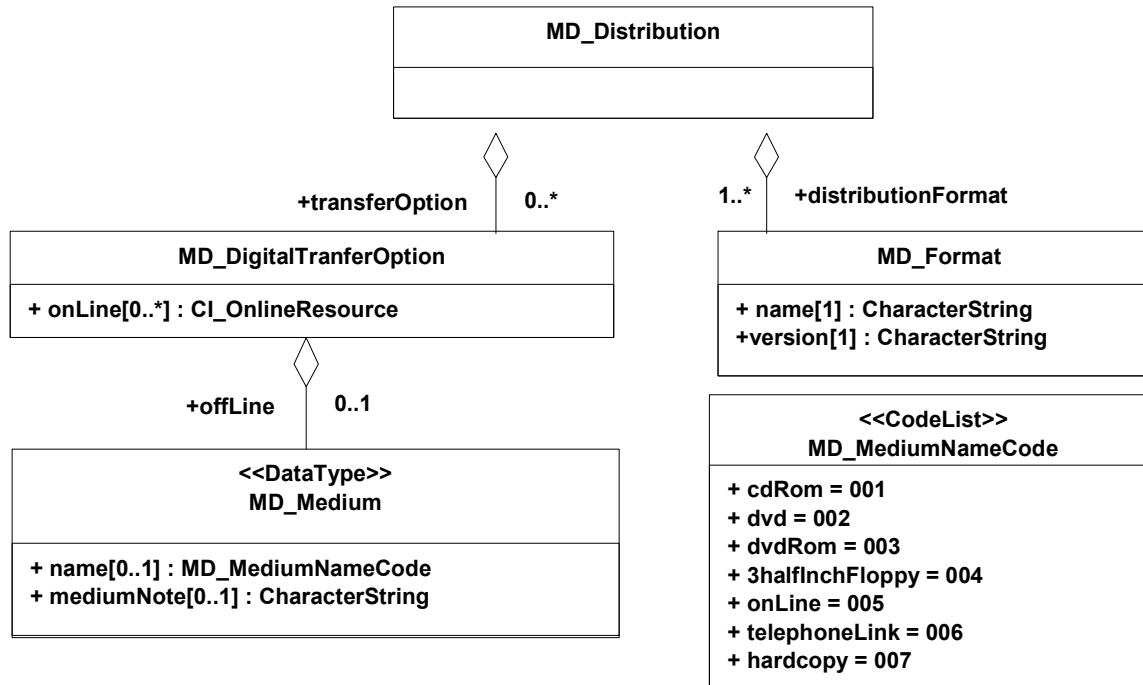 MD_Distribution
+transferOption
0..*
1..*
+distributionFormat
MD_DigitalTranferOption
+ onLine[0..*] : CI_OnlineResource
MD_Format
+ name[1] : CharacterString
+version[1] : CharacterString
+offLine
0..1
<<DataType>>
MD_Medium
+ name[0..1] : MD_MediumNameCode
+ mediumNote[0..1] : CharacterString
<<CodeList>>
MD_MediumNameCode
+ cdRom = 001
+ dvd = 002
+ dvdRom = 003
+ 3halfInchFloppy = 004
+ onLine = 005
+ telephoneLink = 006
+ hardcopy = 007